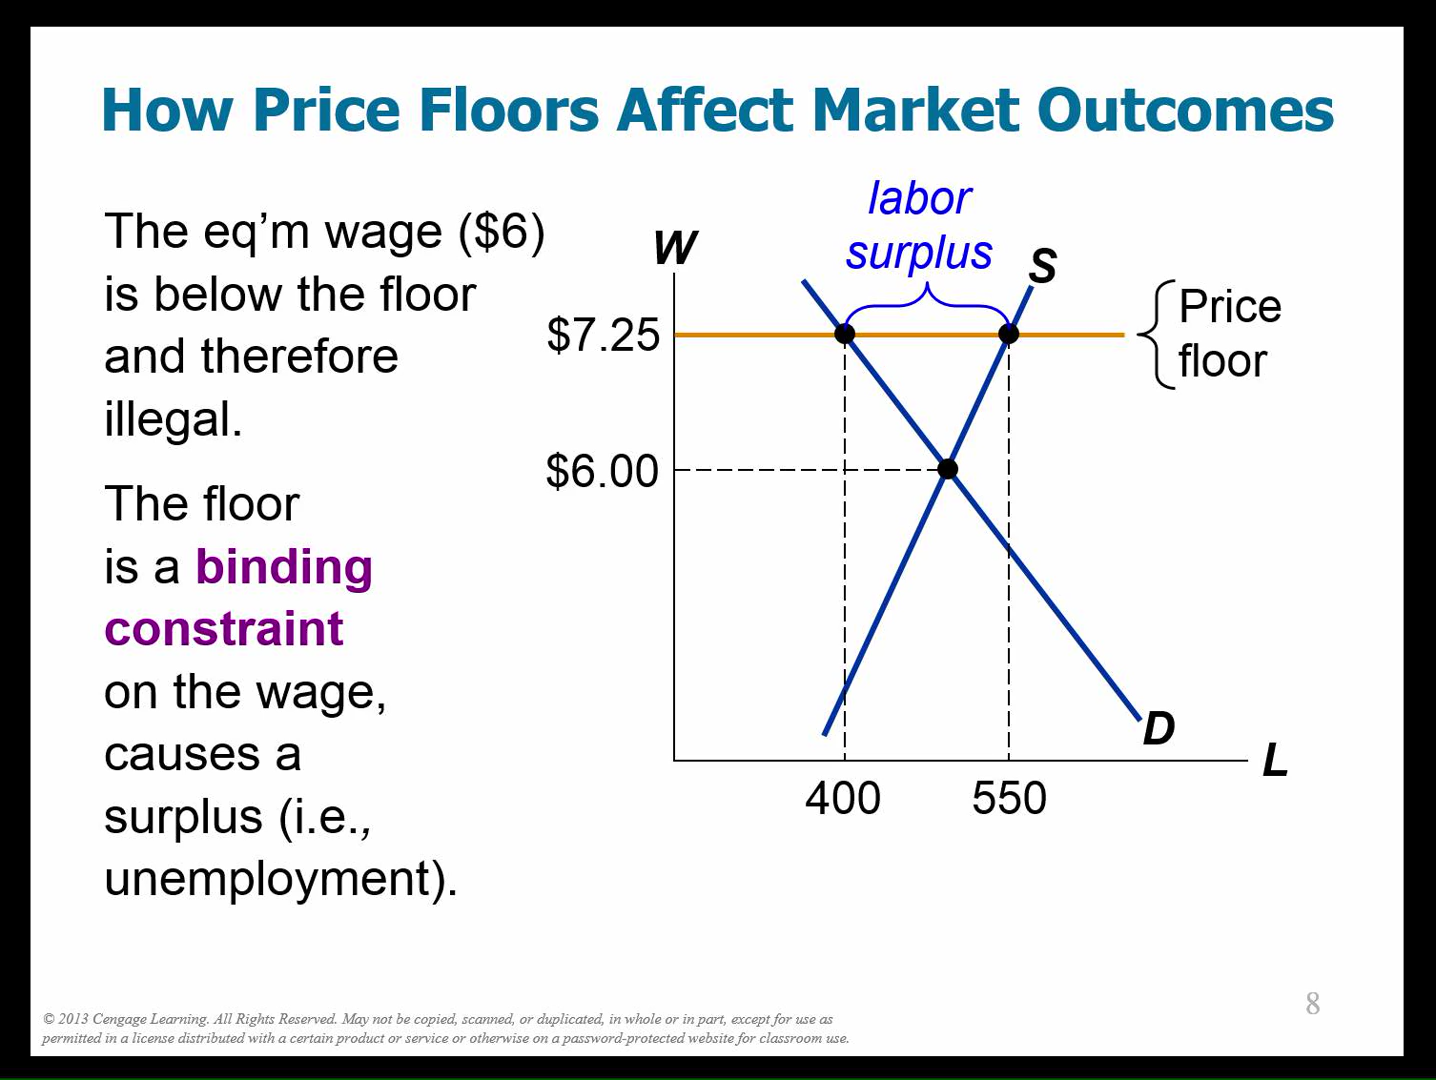 How Price Floors Affect Market Outcomes
The eq’m wage ($6)
is below the floor
and therefore
illegal.
The floor
is a binding
constraint
on the wage,
causes a
surplus (i.e.,
unemployment).
labor
surplus
W
S
$7.25
Price
floor
$6.00
D
L
400
550
8
© 2013 Cengage Learning. All Rights Reserved. May not be copied, scanned, or duplicated, in whole or in part, except for use as
permitted in a license distributed with a certain product or service or otherwise on a password-protected website for classroom use.